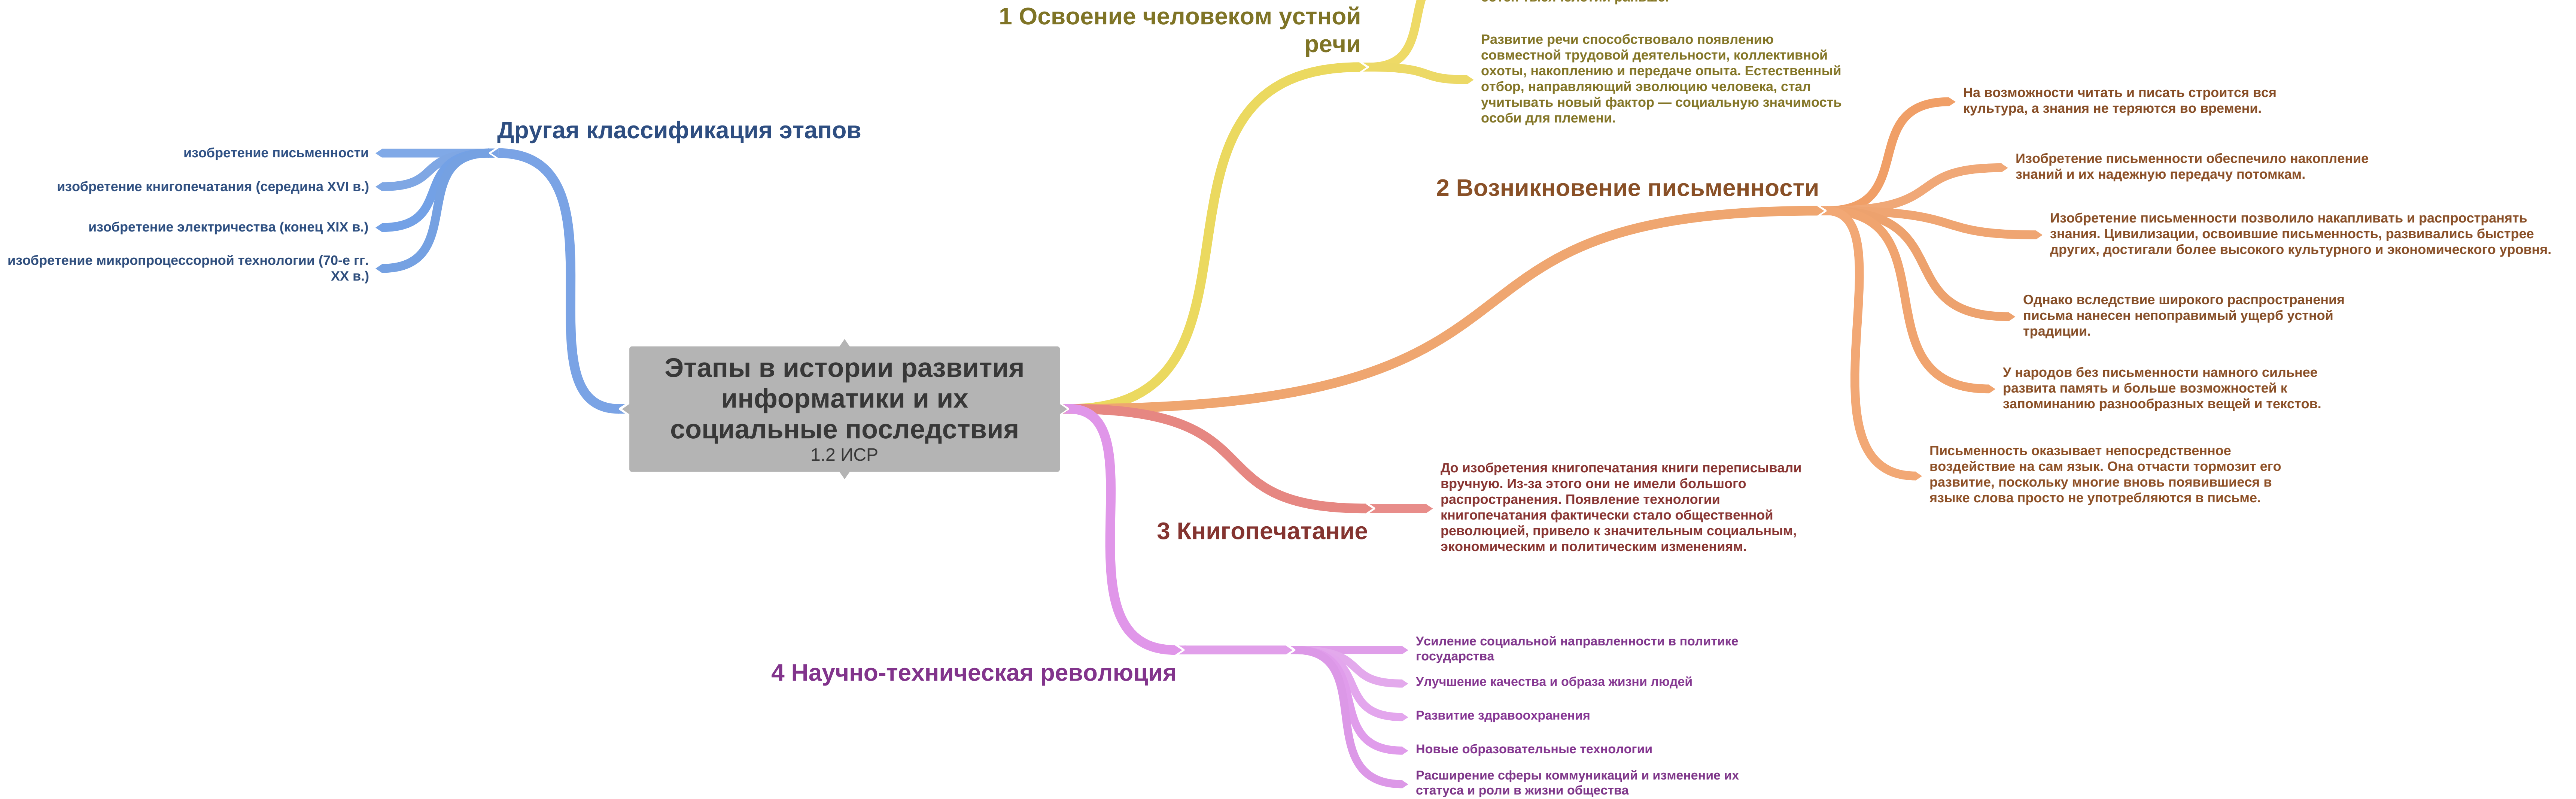 Этапы в истории развития
информатики и их
социальные последствия
1.2 ИСР
1 Освоение человеком устной
речи
Развитие речи способствовало появлению
совместной трудовой деятельности, коллективной
охоты, накоплению и передаче опыта. Естественный
отбор, направляющий эволюцию человека, стал
учитывать новый фактор — социальную значимость
особи для племени.
2 Возникновение письменности
На возможности читать и писать строится вся
культура, а знания не теряются во времени.
Изобретение письменности обеспечило накопление
знаний и их надежную передачу потомкам.
Изобретение письменности позволило накапливать и распространять
знания. Цивилизации, освоившие письменность, развивались быстрее
других, достигали более высокого культурного и экономического уровня.
Однако вследствие широкого распространения
письма нанесен непоправимый ущерб устной
традиции.
У народов без письменности намного сильнее
развита память и больше возможностей к
запоминанию разнообразных вещей и текстов.
Письменность оказывает непосредственное
воздействие на сам язык. Она отчасти тормозит его
развитие, поскольку многие вновь появившиеся в
языке слова просто не употребляются в письме.
3 Книгопечатание
До изобретения книгопечатания книги переписывали
вручную. Из-за этого они не имели большого
распространения. Появление технологии
книгопечатания фактически стало общественной
революцией, привело к значительным социальным,
экономическим и политическим изменениям.
4 Научно-техническая революция
Усиление социальной направленности в политике
государства
Улучшение качества и образа жизни людей
Развитие здравоохранения
Новые образовательные технологии
Расширение сферы коммуникаций и изменение их
статуса и роли в жизни общества
Другая классификация этапов
изобретение письменности
изобретение книгопечатания (середина XVI в.)
изобретение электричества (конец XIX в.)
изобретение микропроцессорной технологии (70-е гг.
XX в.)